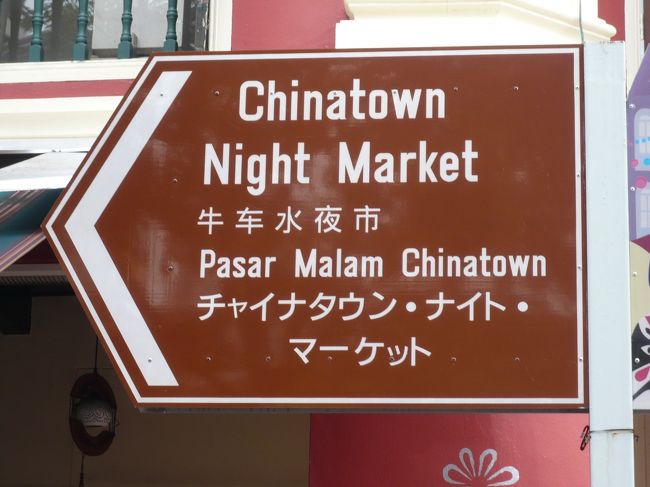 Chinatown
Night Market
牛车水夜市
Pasar Malam Chinatown
チャイナタウン・ナイト・
マーケット